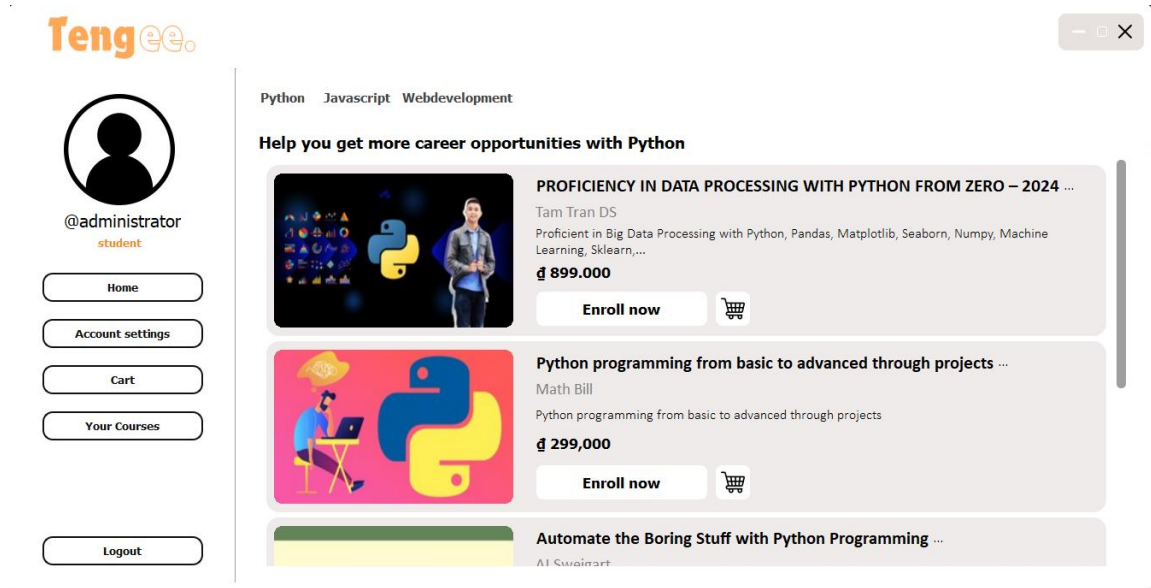 Tengee.
@administrator
student
Home
Account settings
Cart
Your Courses
Logout
Python Javascript Webdevelopment
Help you get more career opportunities with Python
PROFICIENCY IN DATA PROCESSING WITH PYTHON FROM ZERO – 2024 ...
Tam Tran DS
Proficient in Big Data Processing with Python, Pandas, Matplotlib, Seaborn, Numpy, Machine
Learning, Sklearn,...
₫ 899.000
Enroll now
Python programming from basic to advanced through projects ...
Math Bill
Python programming from basic to advanced through projects
₫ 299,000
Enroll now
Automate the Boring Stuff with Python Programming ...
Al Sweigart